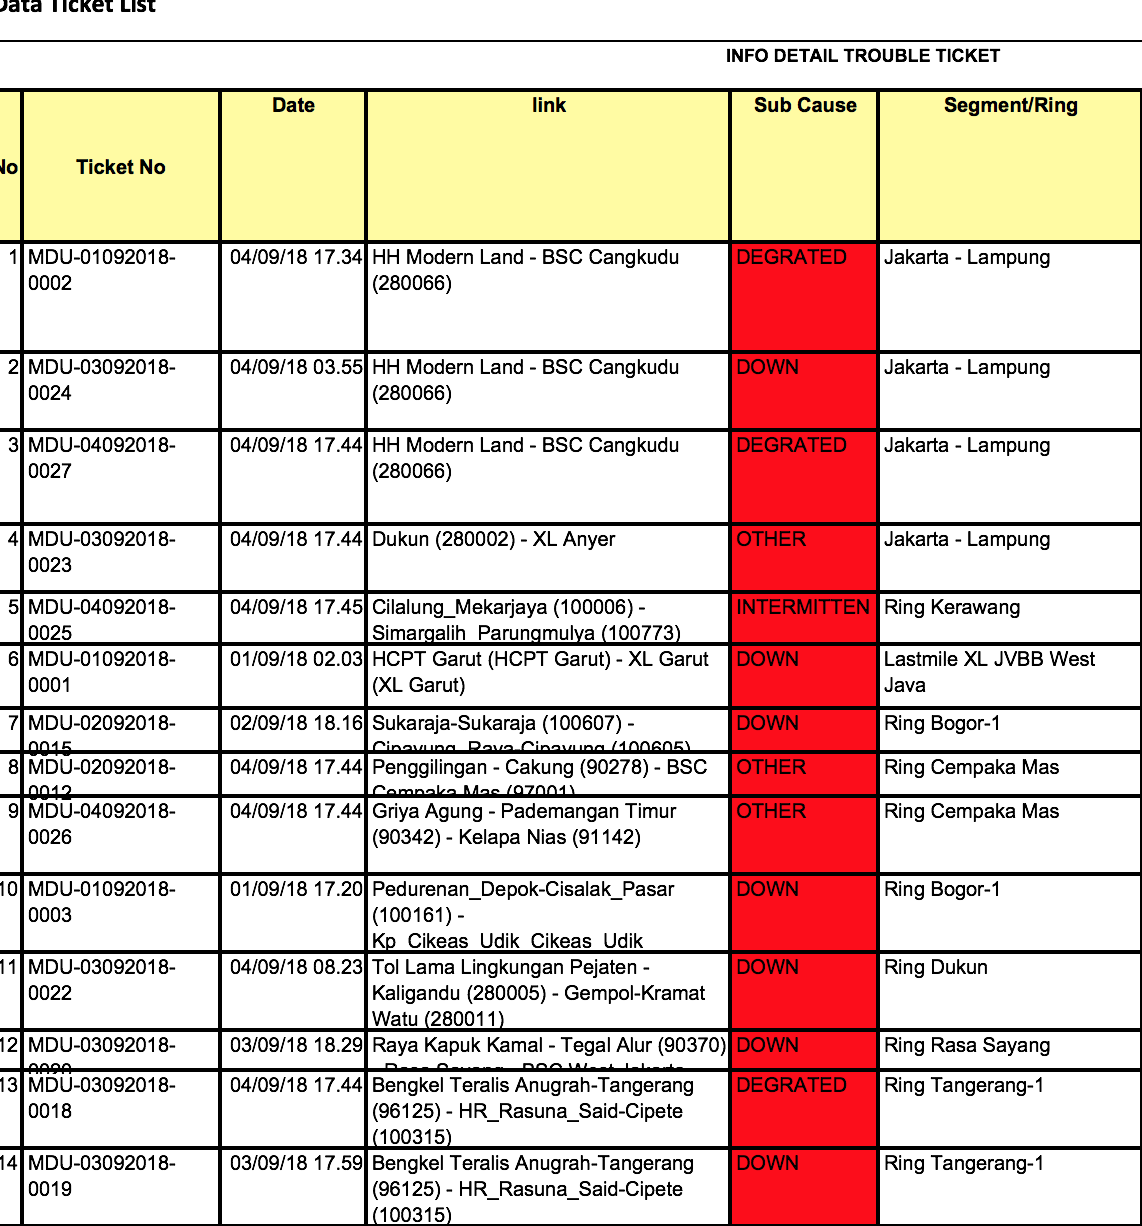 Data Ticket List
INFO DETAIL TROUBLE TICKET
No
Ticket No
Date
link
Sub Cause
Segment/Ring
1
MDU-01092018-
0002
04/09/18 17.34
HH Modern Land - BSC Cangkudu
(280066)
DEGRATED
Jakarta - Lampung
2
MDU-03092018-
0024
04/09/18 03.55
HH Modern Land - BSC Cangkudu
(280066)
DOWN
Jakarta - Lampung
3
MDU-04092018-
0027
04/09/18 17.44
HH Modern Land - BSC Cangkudu
(280066)
DEGRATED
Jakarta - Lampung
4
MDU-03092018-
0023
04/09/18 17.44
Dukun (280002) - XL Anyer
OTHER
Jakarta - Lampung
5
MDU-04092018-
0025
04/09/18 17.45
Cilalung_Mekarjaya (100006) -
Simargalih_Parungmulya (100773)
INTERMITTEN
Ring Kerawang
6
MDU-01092018-
0001
01/09/18 02.03
HCPT Garut (HCPT Garut) - XL Garut
(XL Garut)
DOWN
Lastmile XL JVBB West
Java
7
MDU-02092018-
0015
02/09/18 18.16
Sukaraja-Sukaraja (100607) -
Cipayung_Raya-Cipayung (100605)
DOWN
Ring Bogor-1
8
MDU-02092018-
0012
04/09/18 17.44
Penggilingan - Cakung (90278) - BSC
Cempaka Mas (97001)
OTHER
Ring Cempaka Mas
9
MDU-04092018-
0026
04/09/18 17.44
Griya Agung - Pademangan Timur
(90342) - Kelapa Nias (91142)
OTHER
Ring Cempaka Mas
10
MDU-01092018-
0003
01/09/18 17.20
Pedurenan_Depok-Cisalak_Pasar
(100161) -
Kp_Cikeas_Udik_Cikeas_Udik
DOWN
Ring Bogor-1
11
MDU-03092018-
0022
04/09/18 08.23
Tol Lama Lingkungan Pejaten -
Kaligandu (280005) - Gempol-Kramat
Watu (280011)
DOWN
Ring Dukun
12
MDU-03092018-
0020
03/09/18 18.29
Raya Kapuk Kamal - Tegal Alur (90370)
- Rasa Sayang - BSC West Jakarta
DOWN
Ring Rasa Sayang
13
MDU-03092018-
0018
04/09/18 17.44
Bengkel Teralis Anugrah-Tangerang
(96125) - HR_Rasuna_Said-Cipete
(100315)
DEGRATED
Ring Tangerang-1
14
MDU-03092018-
0019
03/09/18 17.59
Bengkel Teralis Anugrah-Tangerang
(96125) - HR_Rasuna_Said-Cipete
(100315)
DOWN
Ring Tangerang-1